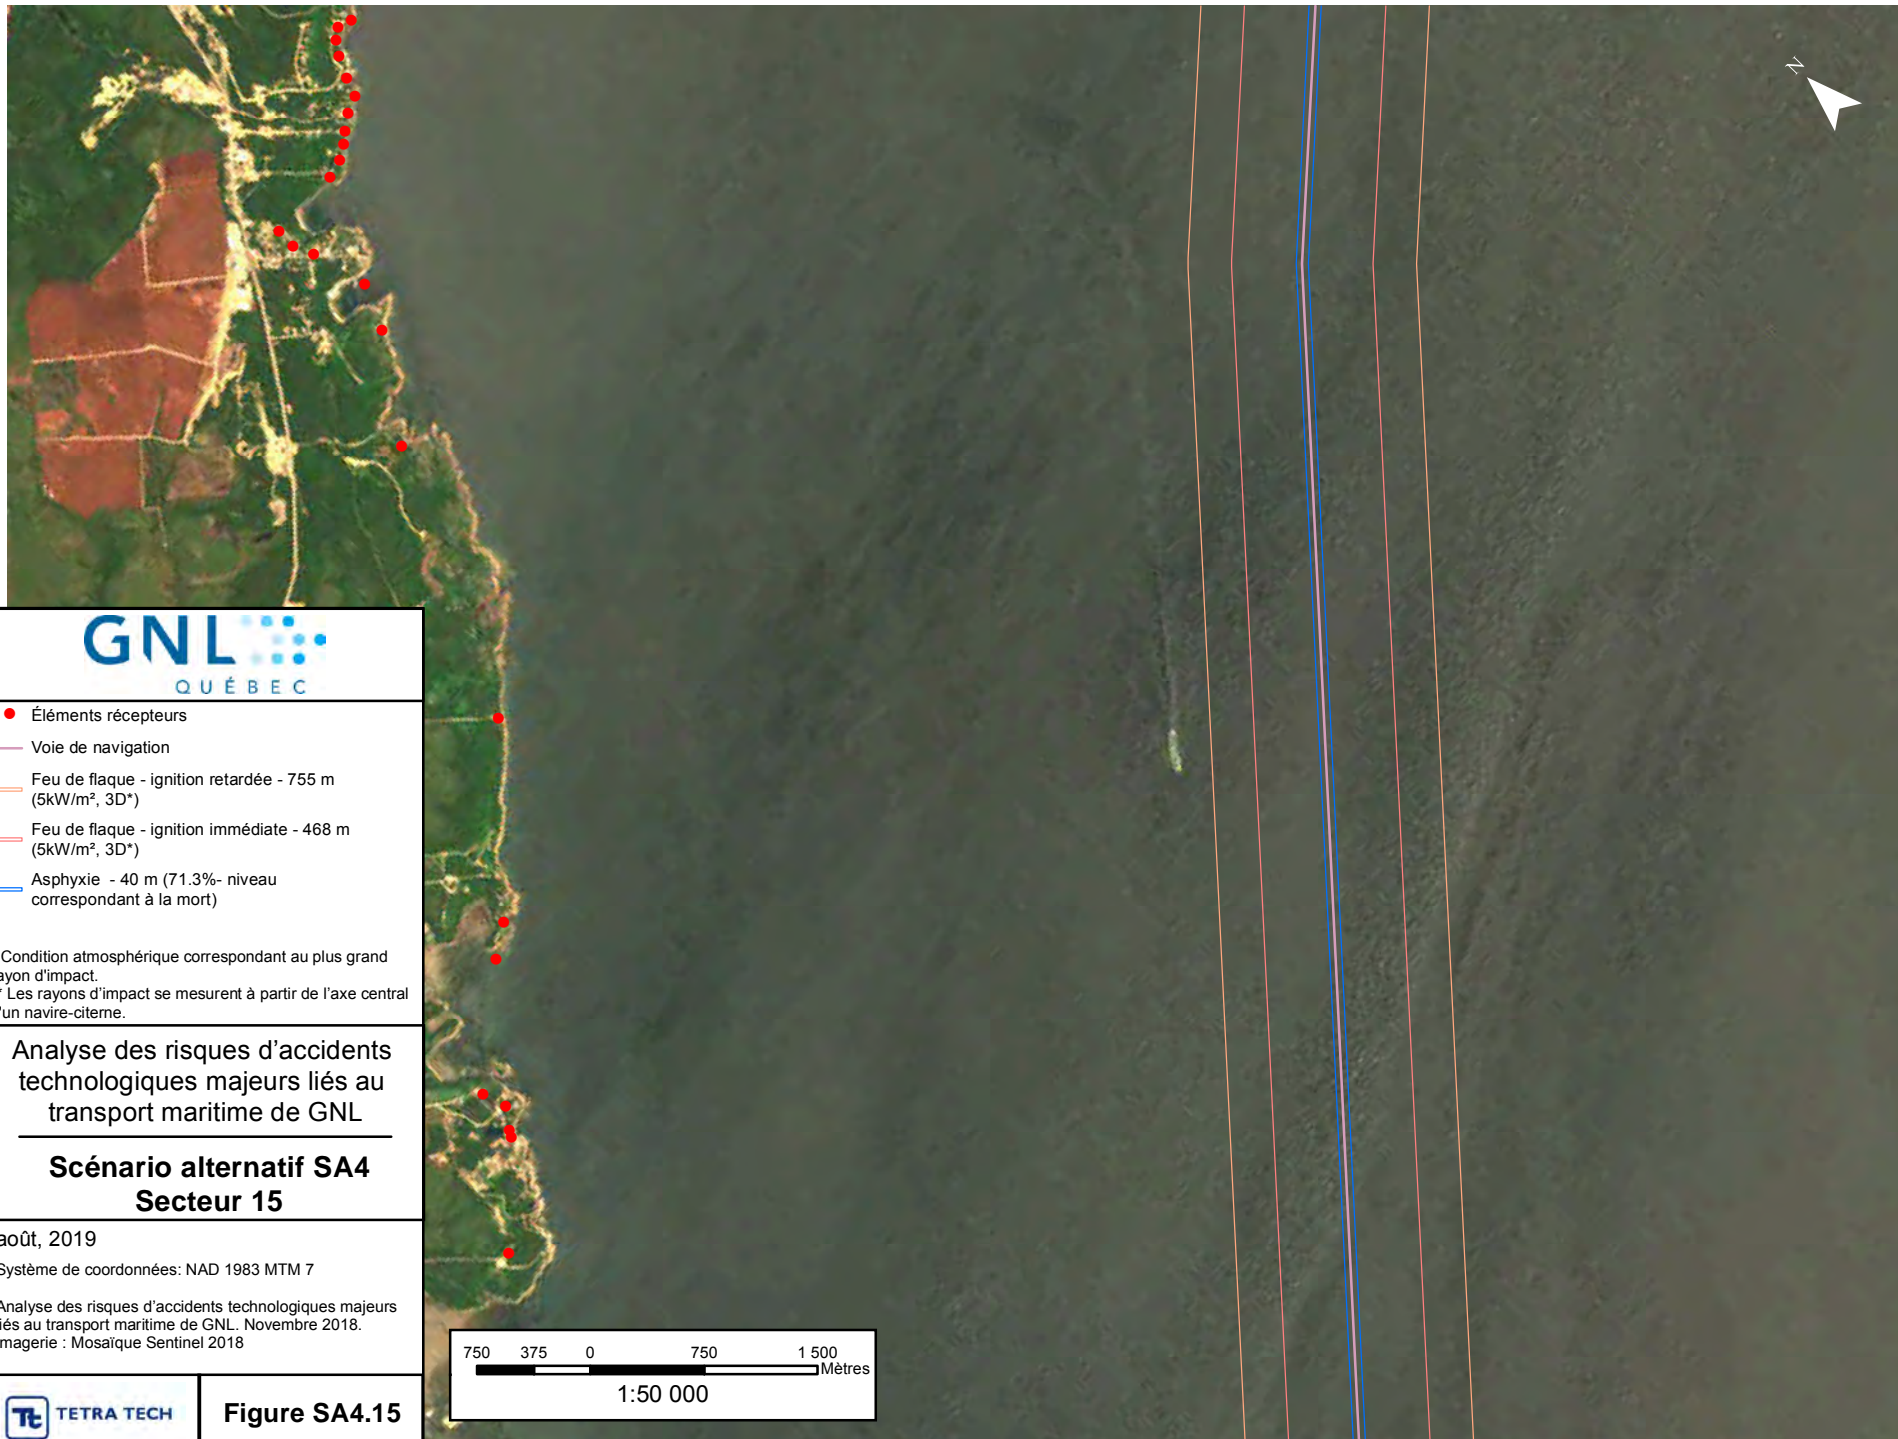 N
GNL
QUÉBEC
Éléments récepteurs
Voie de navigation
Feu de flaque - ignition retardée - 755 m
(5kW/m², 3D*)
Feu de flaque - ignition immédiate - 468 m
(5kW/m², 3D*)
Asphyxie - 40 m (71.3%- niveau
correspondant à la mort)
Condition atmosphérique correspondant au plus grand
ayon d'impact.
* Les rayons d’impact se mesurent à partir de l’axe central
'un navire-citerne.
Analyse des risques d’accidents
technologiques majeurs liés au
transport maritime de GNL
Scénario alternatif SA4
Secteur 15
août, 2019
Système de coordonnées: NAD 1983 MTM 7
Analyse des risques d’accidents technologiques majeurs
iés au transport maritime de GNL. Novembre 2018.
magerie : Mosaïque Sentinel 2018
Tt TETRA TECH
Figure SA4.15
750 375 0 750 1 500
Mètres
1:50 000